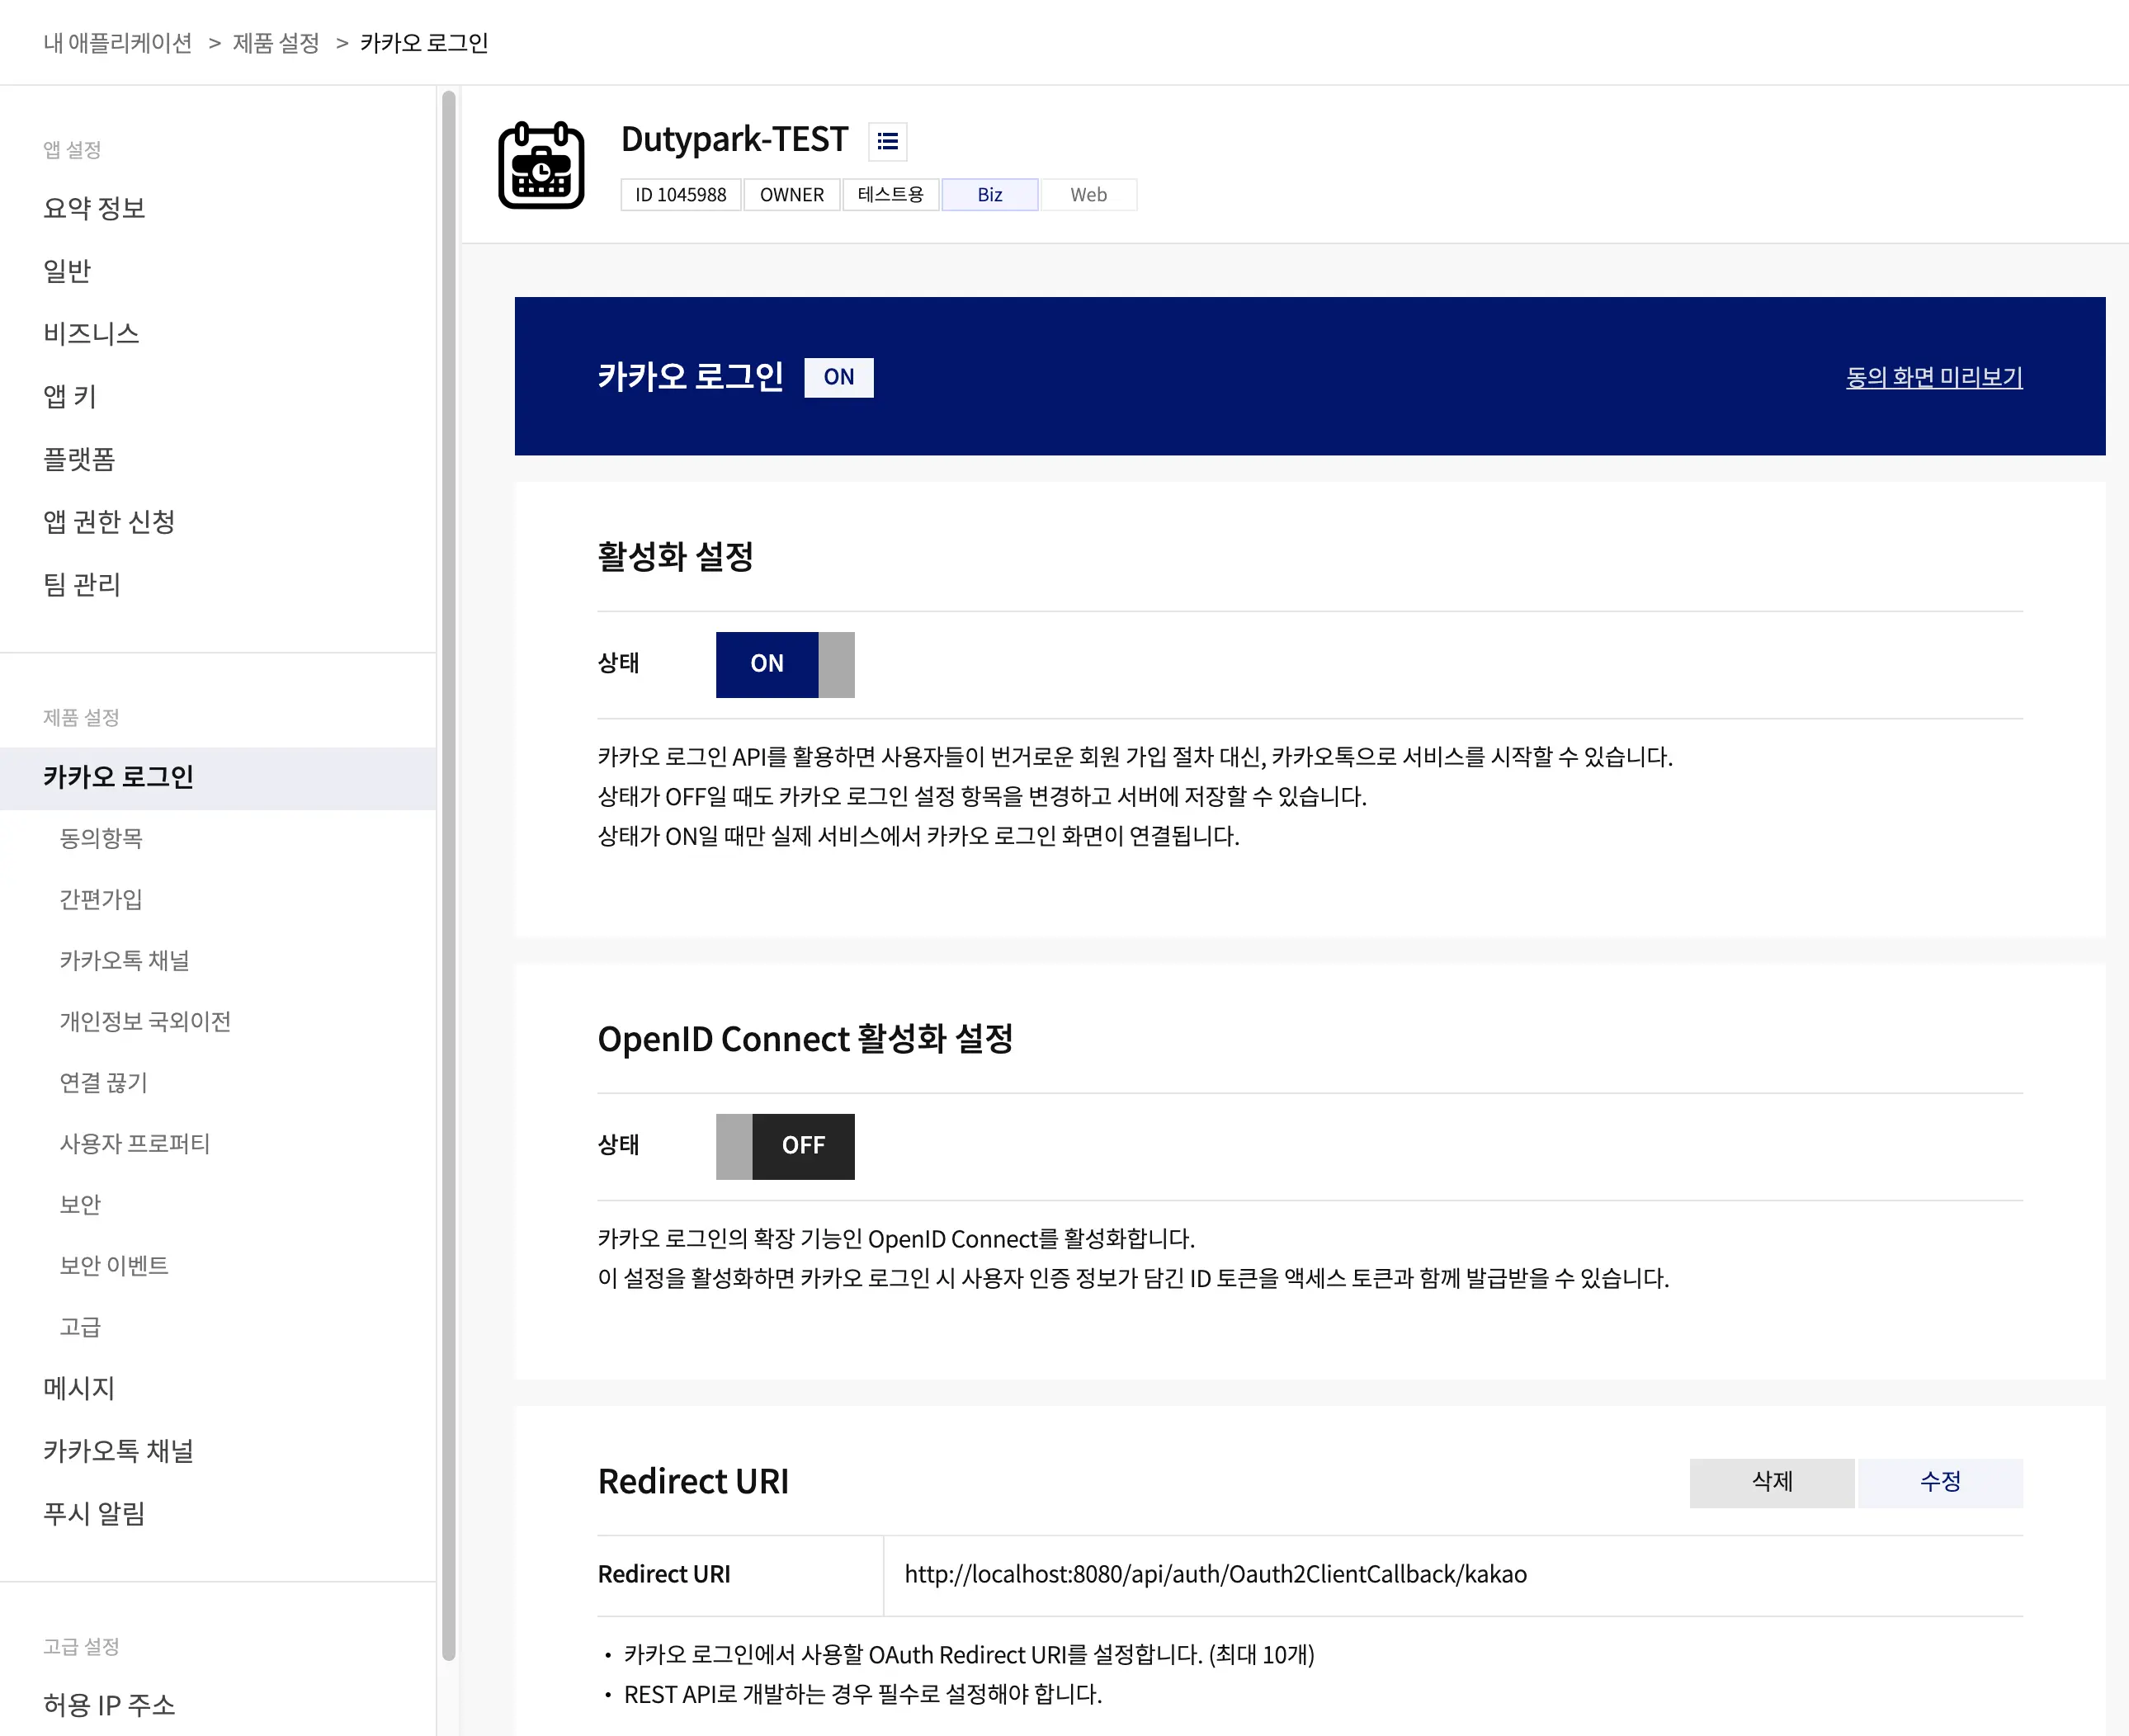 내 애플리케이션 > 제품 설정 > 카카오 로그인
앱 설정
요약 정보
일반
비즈니스
앱 키
플랫폼
앱 권한 신청
팀 관리
제품 설정
카카오 로그인
동의항목
간편가입
카카오톡 채널
개인정보 국외이전
연결 끊기
사용자 프로퍼티
보안
보안 이벤트
고급
메시지
카카오톡 채널
푸시 알림
고급 설정
허용 IP 주소
Dutypark-TEST
ID 1045988 OWNER 테스트용 Biz Web
카카오 로그인 ON 동의 화면 미리보기
활성화 설정
상태 ON
카카오 로그인 API를 활용하면 사용자들이 번거로운 회원 가입 절차 대신, 카카오톡으로 서비스를 시작할 수 있습니다.
상태가 OFF일 때도 카카오 로그인 설정 항목을 변경하고 서버에 저장할 수 있습니다.
상태가 ON일 때만 실제 서비스에서 카카오 로그인 화면이 연결됩니다.
OpenID Connect 활성화 설정
상태 OFF
카카오 로그인의 확장 기능인 OpenID Connect를 활성화합니다.
이 설정을 활성화하면 카카오 로그인 시 사용자 인증 정보가 담긴 ID 토큰을 액세스 토큰과 함께 발급받을 수 있습니다.
Redirect URI 삭제 수정
Redirect URI http://localhost:8080/api/auth/Oauth2ClientCallback/kakao
• 카카오 로그인에서 사용할 OAuth Redirect URI를 설정합니다. (최대 10개)
• REST API로 개발하는 경우 필수로 설정해야 합니다.